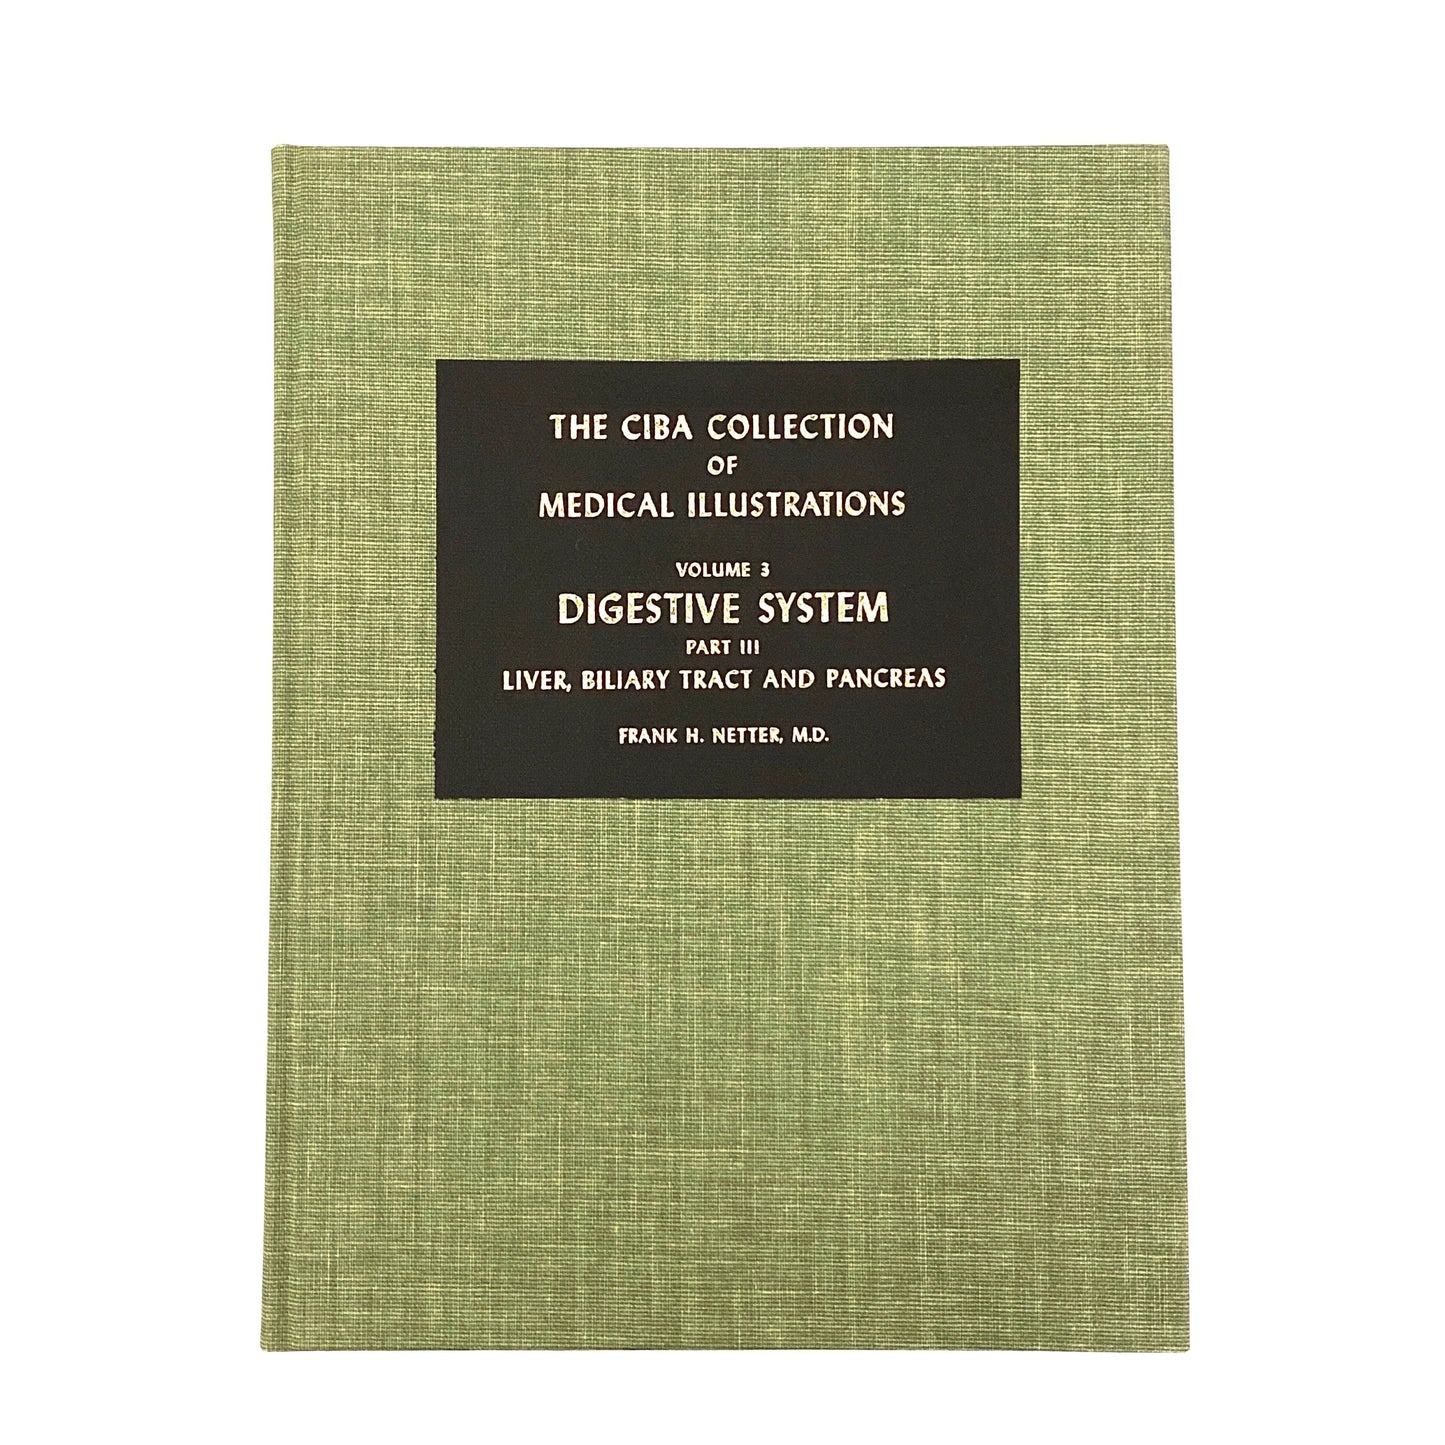 THE CIBA COLLECTION
OF
MEDICAL ILLUSTRATIONS
VOLUME 3
DIGESTIVE SYSTEM
PART III
LIVER, BILIARY TRACT AND PANCREAS
FRANK H. NETTER, M.D.